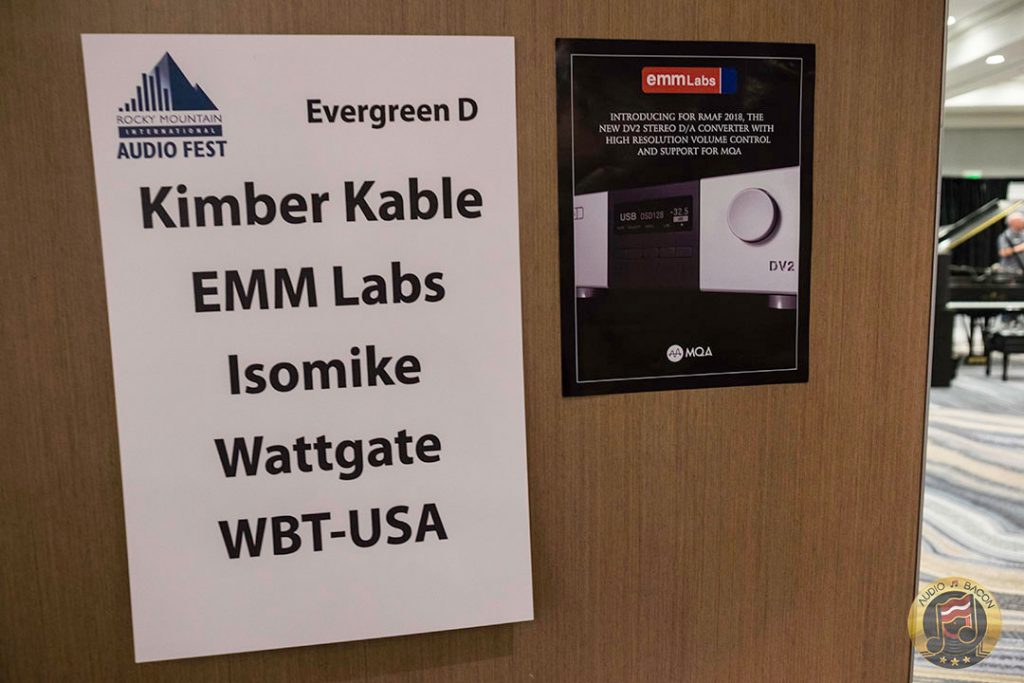 ROCKY MOUNTAIN
INTERNATIONAL
AUDIO FEST
Evergreen D
Kimber Kable
EMM Labs
Isomike
Wattgate
WBT-USA
emm Labs
INTRODUCING FOR RMAF 2018, THE
NEW DV2 STEREO D/A CONVERTER WITH
HIGH RESOLUTION VOLUME CONTROL
AND SUPPORT FOR MQA
USB DSD128 -32.5
DV2
MQA
AUDIO BACON